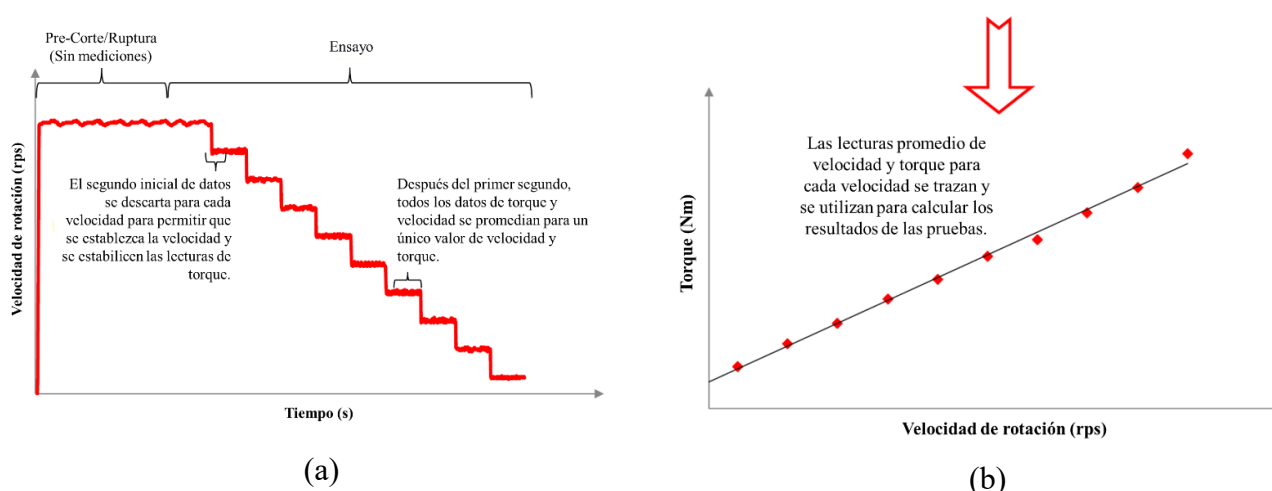 Pre-Corte/Ruptura
(Sin mediciones)
Ensayo
Velocidad de rotación (rps)
El segundo inicial de datos
se descarta para cada
velocidad para permitir que
se establezca la velocidad y
se estabilicen las lecturas de
torque.
Después del primer segundo,
todos los datos de torque y
velocidad se promedian para un
único valor de velocidad y
torque.
Tiempo (s)
(a)
Torque (Nm)
Las lecturas promedio de
velocidad y torque para
cada velocidad se trazan y
se utilizan para calcular los
resultados de las pruebas.
Velocidad de rotación (rps)
(b)